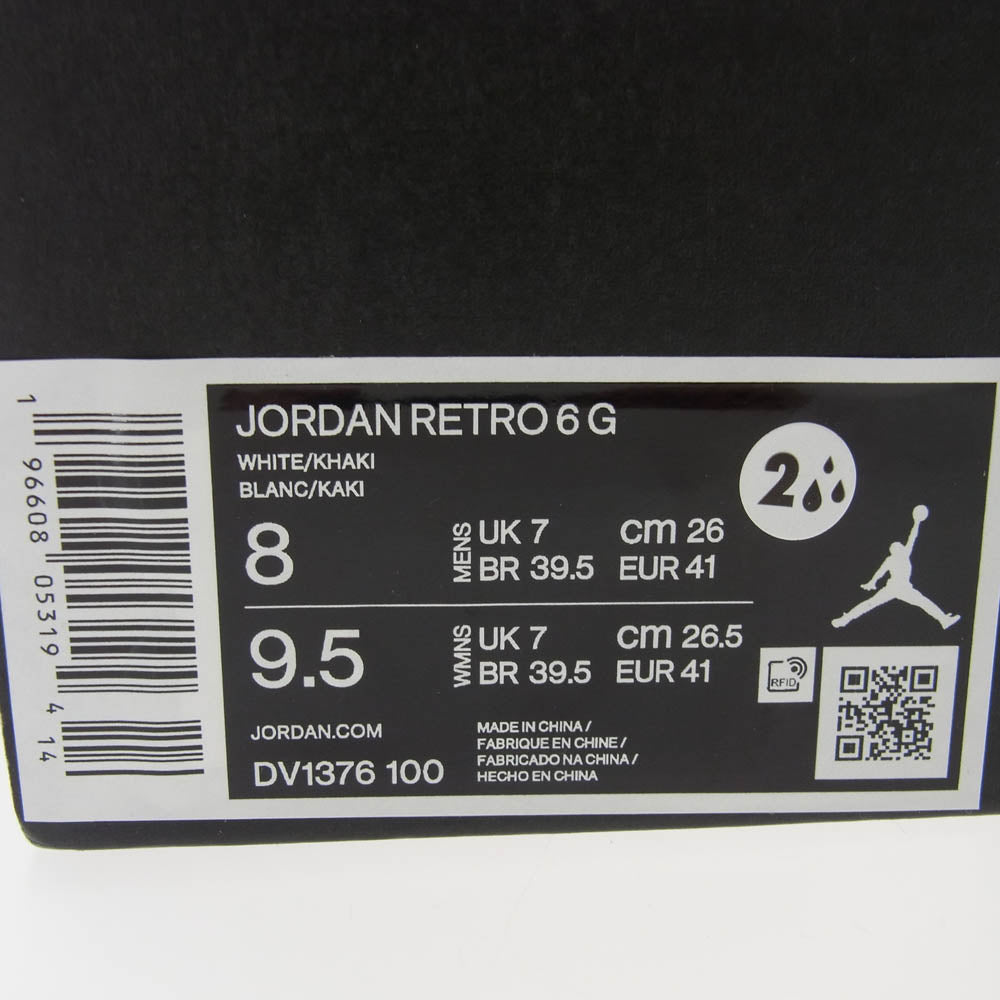 JORDAN RETRO 6 G
WHITE/KHAKI
BLANC/KAKI
2
8
MENS
UK 7 cm 26
BR 39.5 EUR 41
9.5
WMNS
UK 7 cm 26.5
BR 39.5 EUR 41
RFID
JORDAN.COM
DV1376 100
MADE IN CHINA /
FABRIQUE EN CHINE /
FABRICADO NA CHINA /
HECHO EN CHINA
1 96608 05319 4 14